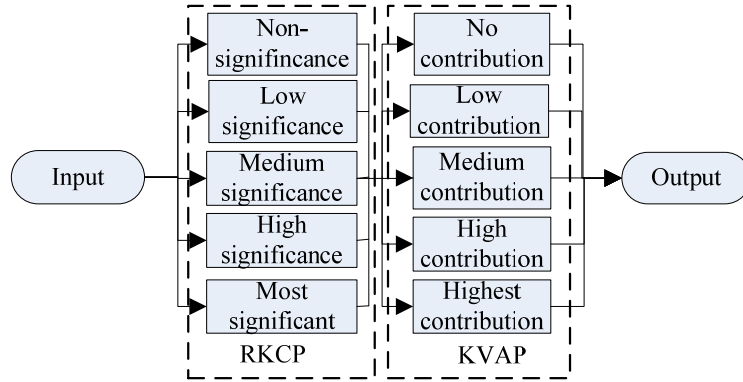 Non-
signifincance
Low
significance
Medium
significance
High
significance
Most
significant
RKCP
No
contribution
Low
contribution
Medium
contribution
High
contribution
Highest
contribution
KVAP
Input
Output